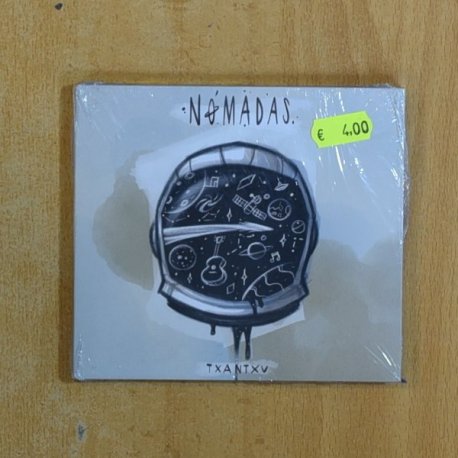 NÓMADAS
€ 4,00
TXANTXU